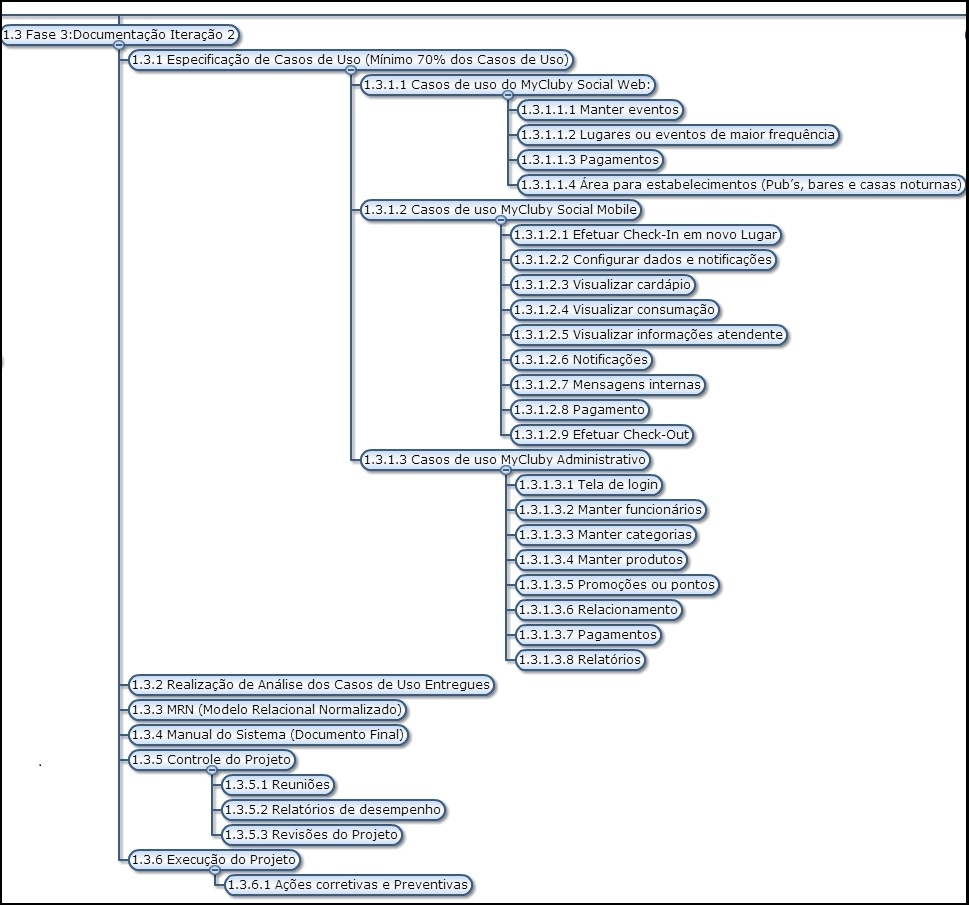 1.3 Fase 3:Documentação Iteração 2
1.3.1 Especificação de Casos de Uso (Mínimo 70% dos Casos de Uso)
1.3.1.1 Casos de uso do MyCluby Social Web:
1.3.1.1.1 Manter eventos
1.3.1.1.2 Lugares ou eventos de maior frequência
1.3.1.1.3 Pagamentos
1.3.1.1.4 Área para estabelecimentos (Pub´s, bares e casas noturnas)
1.3.1.2 Casos de uso MyCluby Social Mobile
1.3.1.2.1 Efetuar Check-In em novo Lugar
1.3.1.2.2 Configurar dados e notificações
1.3.1.2.3 Visualizar cardápio
1.3.1.2.4 Visualizar consumação
1.3.1.2.5 Visualizar informações atendente
1.3.1.2.6 Notificações
1.3.1.2.7 Mensagens internas
1.3.1.2.8 Pagamento
1.3.1.2.9 Efetuar Check-Out
1.3.1.3 Casos de uso MyCluby Administrativo
1.3.1.3.1 Tela de login
1.3.1.3.2 Manter funcionários
1.3.1.3.3 Manter categorias
1.3.1.3.4 Manter produtos
1.3.1.3.5 Promoções ou pontos
1.3.1.3.6 Relacionamento
1.3.1.3.7 Pagamentos
1.3.1.3.8 Relatórios
1.3.2 Realização de Análise dos Casos de Uso Entregues
1.3.3 MRN (Modelo Relacional Normalizado)
1.3.4 Manual do Sistema (Documento Final)
1.3.5 Controle do Projeto
1.3.5.1 Reuniões
1.3.5.2 Relatórios de desempenho
1.3.5.3 Revisões do Projeto
1.3.6 Execução do Projeto
1.3.6.1 Ações corretivas e Preventivas